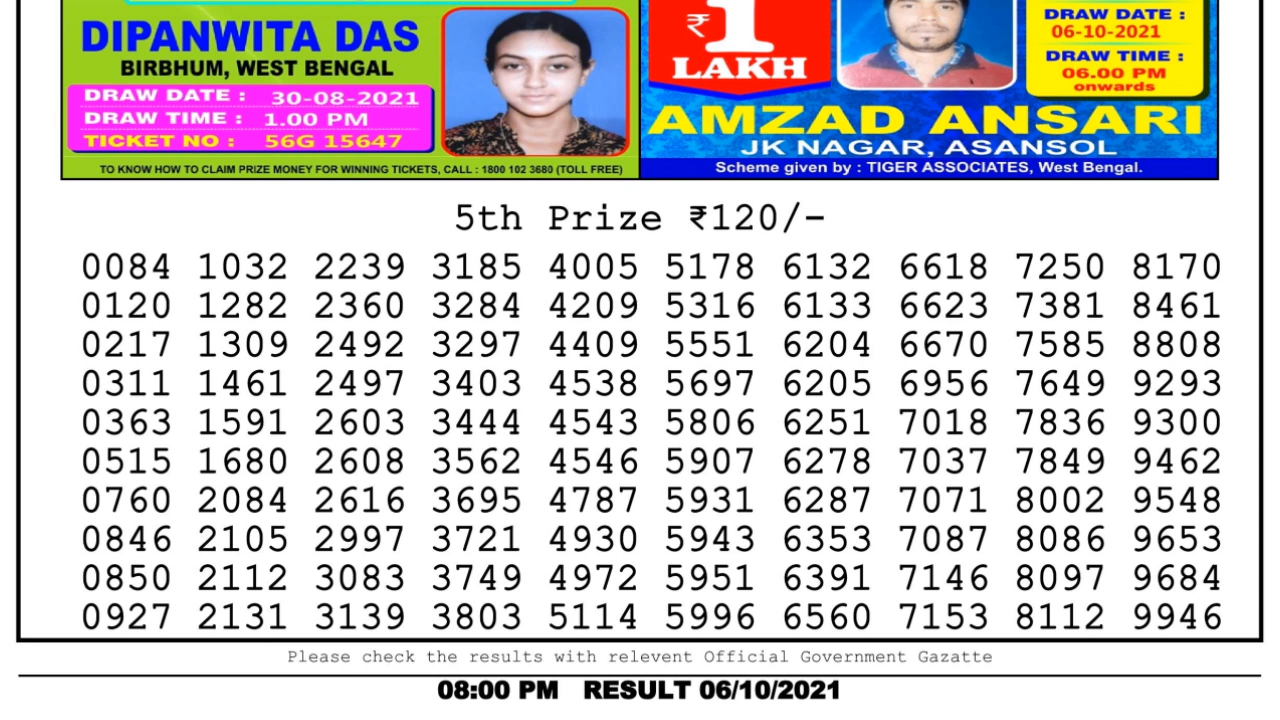 DIPANWITA DAS
BIRBHUM, WEST BENGAL
DRAW DATE : 30-08-2021
DRAW TIME : 1.00 PM
TICKET NO : 56G 15647
TO KNOW HOW TO CLAIM PRIZE MONEY FOR WINNING TICKETS, CALL : 1800 102 3680 (TOLL FREE)
₹1
LAKH
DRAW DATE :
06-10-2021
DRAW TIME :
06.00 PM
onwards
AMZAD ANSARI
JK NAGAR, ASANSOL
Scheme given by : TIGER ASSOCIATES, West Bengal.
5th Prize ₹120/-
0084 1032 2239 3185 4005 5178 6132 6618 7250 8170
0120 1282 2360 3284 4209 5316 6133 6623 7381 8461
0217 1309 2492 3297 4409 5551 6204 6670 7585 8808
0311 1461 2497 3403 4538 5697 6205 6956 7649 9293
0363 1591 2603 3444 4543 5806 6251 7018 7836 9300
0515 1680 2608 3562 4546 5907 6278 7037 7849 9462
0760 2084 2616 3695 4787 5931 6287 7071 8002 9548
0846 2105 2997 3721 4930 5943 6353 7087 8086 9653
0850 2112 3083 3749 4972 5951 6391 7146 8097 9684
0927 2131 3139 3803 5114 5996 6560 7153 8112 9946
Please check the results with relevent Official Government Gazatte
08:00 PM RESULT 06/10/2021